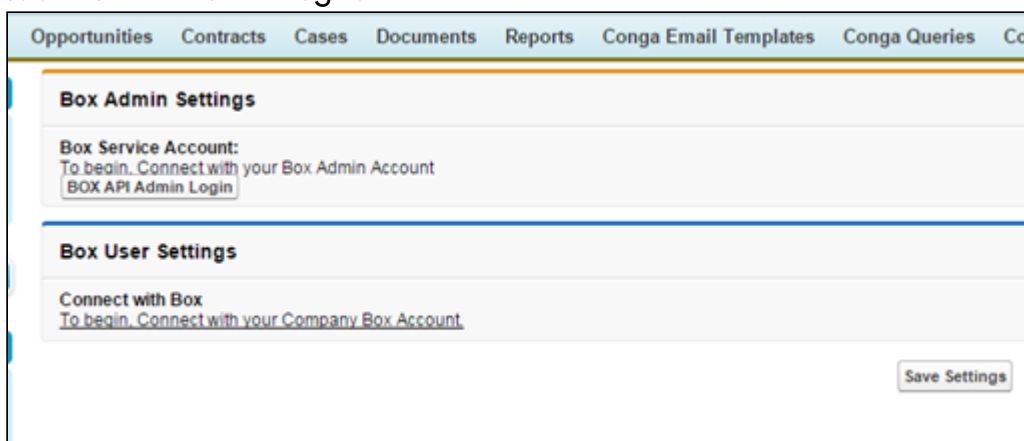 Opportunities Contracts Cases Documents Reports Conga Email Templates Conga Queries Co
Box Admin Settings
Box Service Account:
To begin, Connect with your Box Admin Account
BOX API Admin Login
Box User Settings
Connect with Box
To begin, Connect with your Company Box Account.
Save Settings